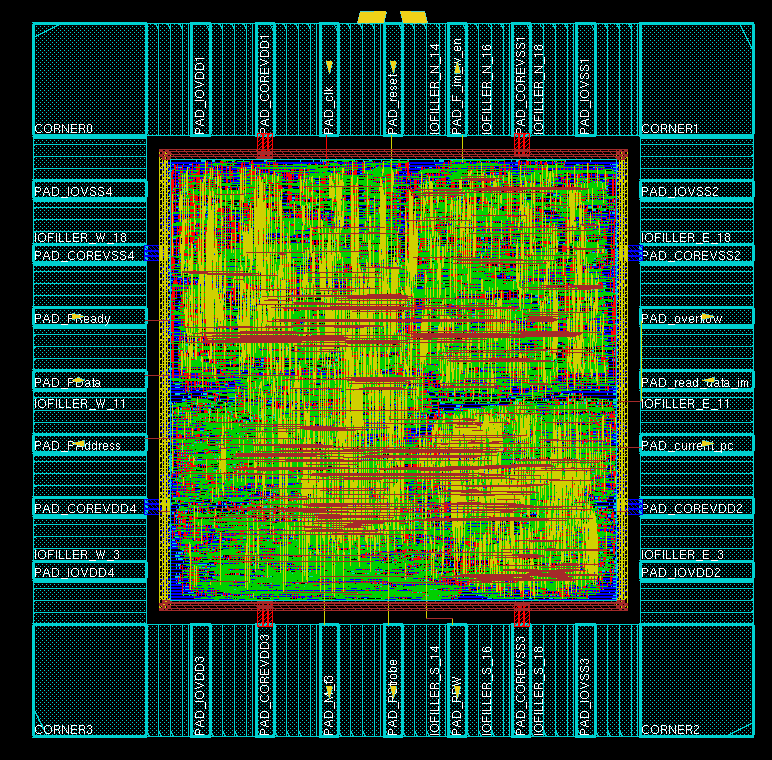 PAD_IOVDD1
PAD_COREVDD1
PAD_clk
PAD_reset
IOFILLER_N_14
IOFILLER_N_16
PAD_COREVSS1
IOFILLER_N_18
PAD_IOVSS1
CORNER0
CORNER1
PAD_IOVSS4
PAD_IOVSS2
IOFILLER_W_18
IOFILLER_E_18
PAD_COREVSS4
PAD_COREVSS2
PAD_PReady
PAD_overflow
PAD_PData
PAD_read_data_im
IOFILLER_W_11
IOFILLER_E_11
PAD_PAddress
PAD_current_pc
PAD_COREVDD4
PAD_COREVDD2
IOFILLER_W_3
IOFILLER_E_3
PAD_IOVDD4
PAD_IOVDD2
PAD_IOVDD3
PAD_COREVDD3
PAD_PStrobe
IOFILLER_S_14
PAD_PRW
IOFILLER_S_16
PAD_COREVSS3
IOFILLER_S_18
PAD_IOVSS3
CORNER3
CORNER2